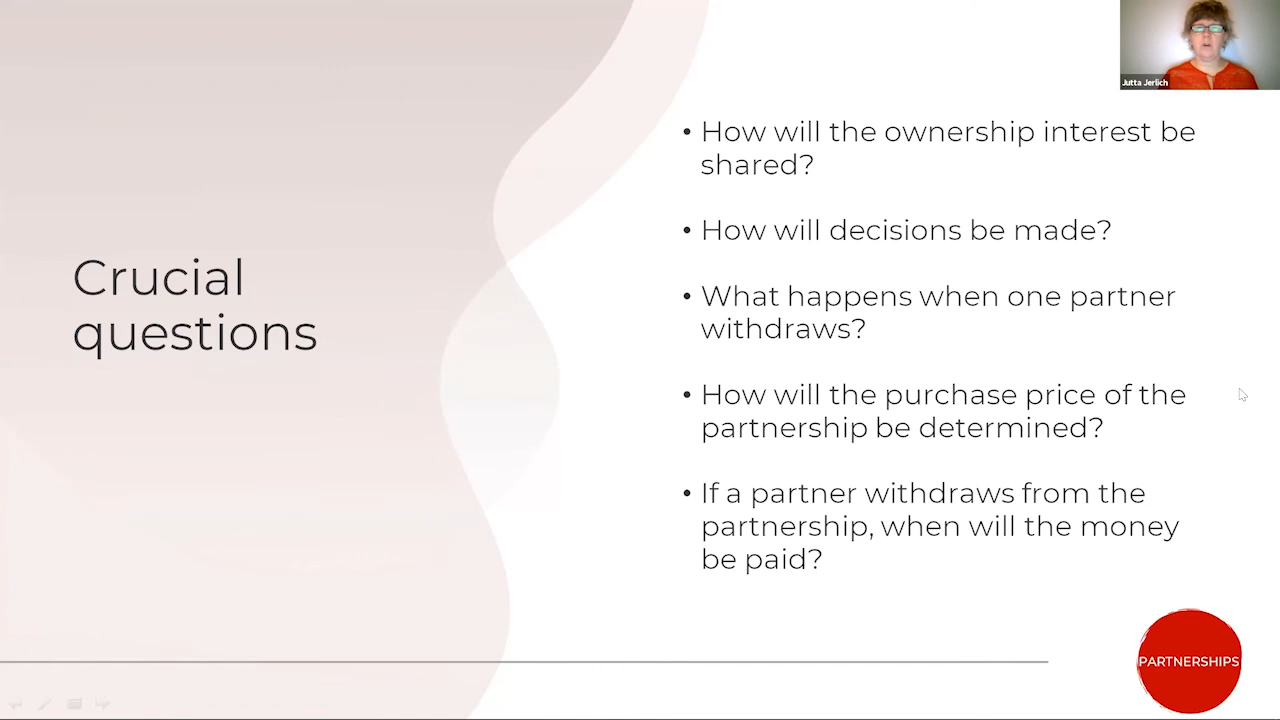 Jutta Jerlich
Crucial
questions
• How will the ownership interest be
shared?
• How will decisions be made?
• What happens when one partner
withdraws?
• How will the purchase price of the
partnership be determined?
• If a partner withdraws from the
partnership, when will the money
be paid?
PARTNERSHIPS